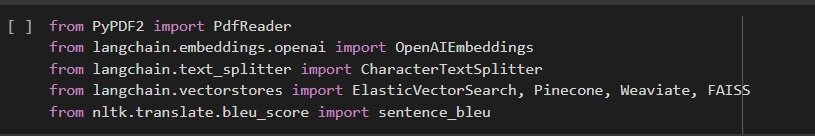 [ ] from PyPDF2 import PdfReader
from langchain.embeddings.openai import OpenAIEmbeddings
from langchain.text_splitter import CharacterTextSplitter
from langchain.vectorstores import ElasticVectorSearch, Pinecone, Weaviate, FAISS
from nltk.translate.bleu_score import sentence_bleu